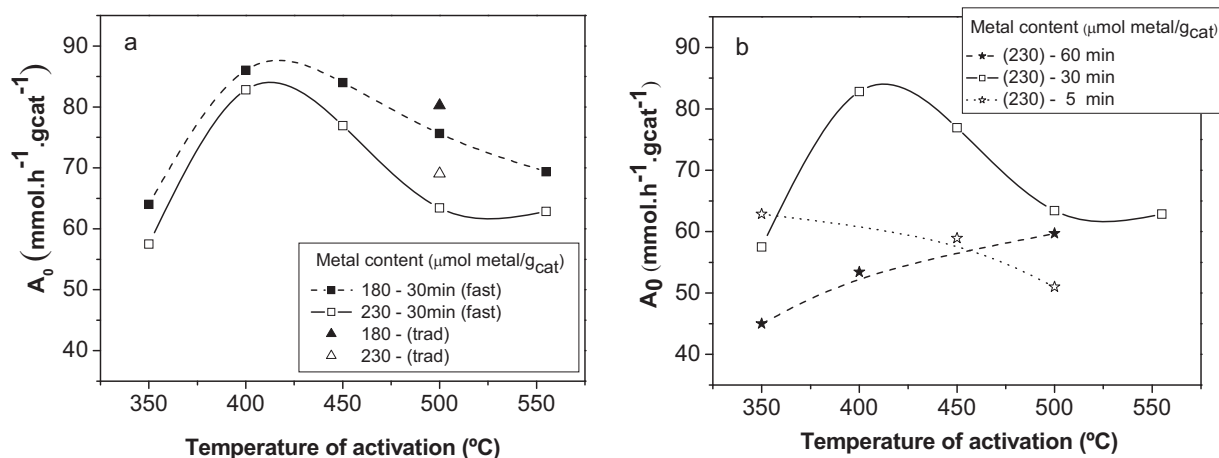 a
A0 (mmol.h-1.gcat-1)
90
80
70
60
50
40
Metal content (μmol metal/gcat)
180 - 30min (fast)
230 - 30min (fast)
180 - (trad)
230 - (trad)
350 400 450 500 550
Temperature of activation (ºC)
b
A0 (mmol.h-1.gcat-1)
90
80
70
60
50
40
Metal content (μmol metal/gcat)
(230) - 60 min
(230) - 30 min
(230) - 5 min
350 400 450 500 550
Temperature of activation (ºC)